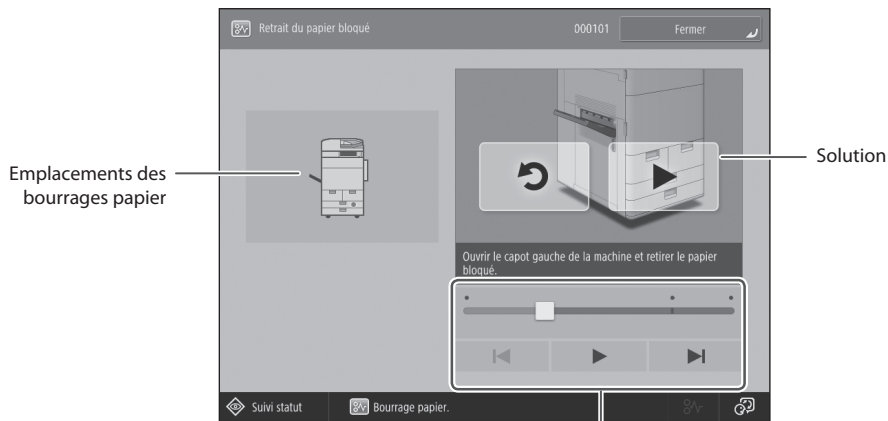 Retrait du papier bloqué
000101
Fermer
Emplacements des
bourrages papier
Solution
Ouvrir le capot gauche de la machine et retirer le papier
bloqué.
Suivi statut
Bourrage papier.